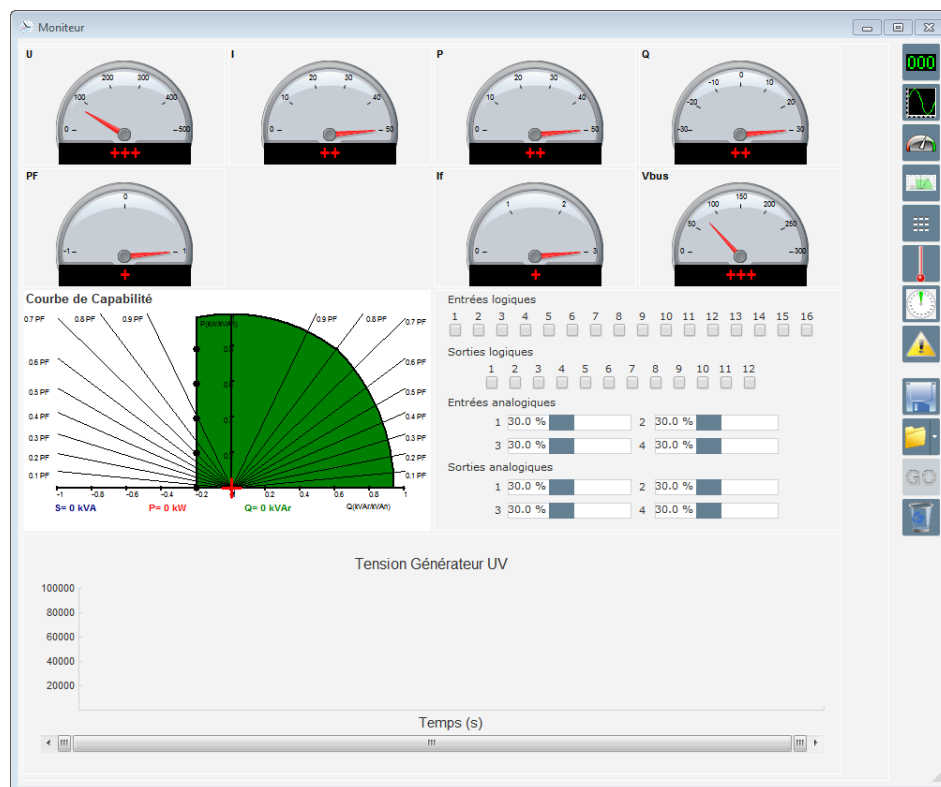 Moniteur
U I P Q
0 100 200 300 400 500
+++
0 10 20 30 40 50
++
0 10 20 30 40 50
++
-30 -20 -10 0 10 20 30
++
PF If Vbus
-1 0 1
+
0 1 2 3
+
0 50 100 150 200 250 300
+++
000
Courbe de Capabilité
0.7 PF 0.8 PF 0.9 PF 0.9 PF 0.8 PF 0.7 PF
0.6 PF 0.6 PF
0.5 PF 0.5 PF
0.4 PF 0.4 PF
0.3 PF 0.3 PF
0.2 PF 0.2 PF
0.1 PF 0.1 PF
-1 -0.8 -0.6 -0.4 -0.2 0.2 0.4 0.6 0.8 1
S= 0 kVA P= 0 kW Q= 0 kVAr
Entrées logiques
1 2 3 4 5 6 7 8 9 10 11 12 13 14 15 16
Sorties logiques
1 2 3 4 5 6 7 8 9 10 11 12
Entrées analogiques
1 30.0 % 2 30.0 %
3 30.0 % 4 30.0 %
Sorties analogiques
1 30.0 % 2 30.0 %
3 30.0 % 4 30.0 %
GO
Tension Générateur UV
100000
80000
60000
40000
20000
Temps (s)